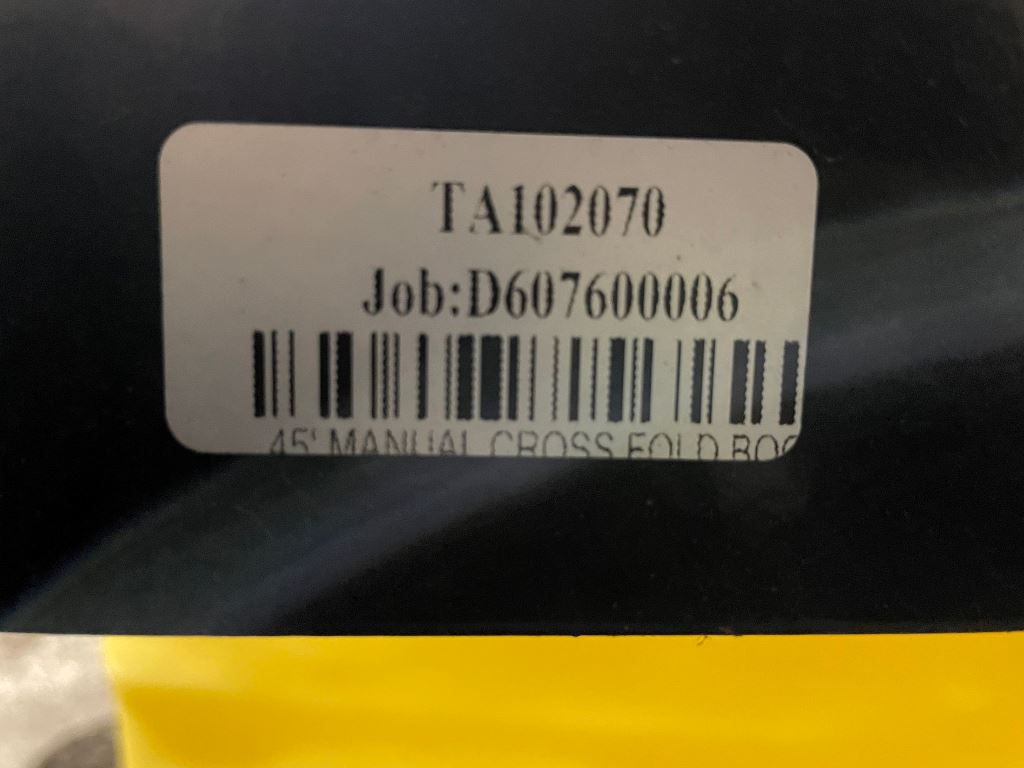 TA102070
Job:D607600006
45' MANUAL CROSS FOLD